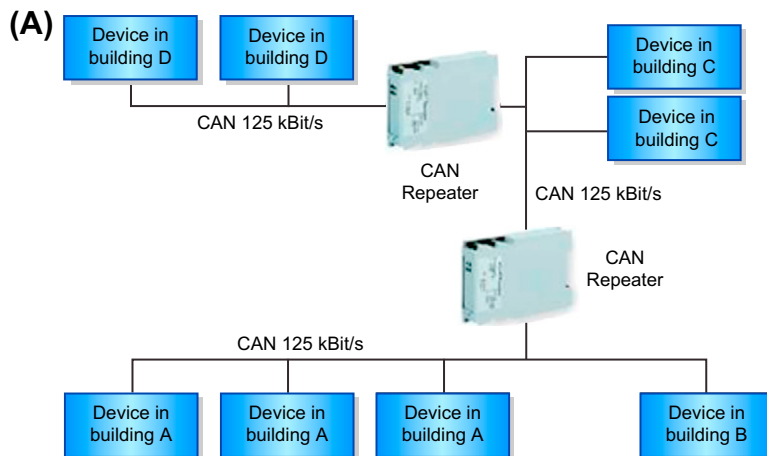 (A)
Device in
building D
Device in
building D
Device in
building C
Device in
building C
CAN 125 kBit/s
CAN
Repeater
CAN 125 kBit/s
CAN
Repeater
CAN 125 kBit/s
Device in
building A
Device in
building A
Device in
building A
Device in
building B